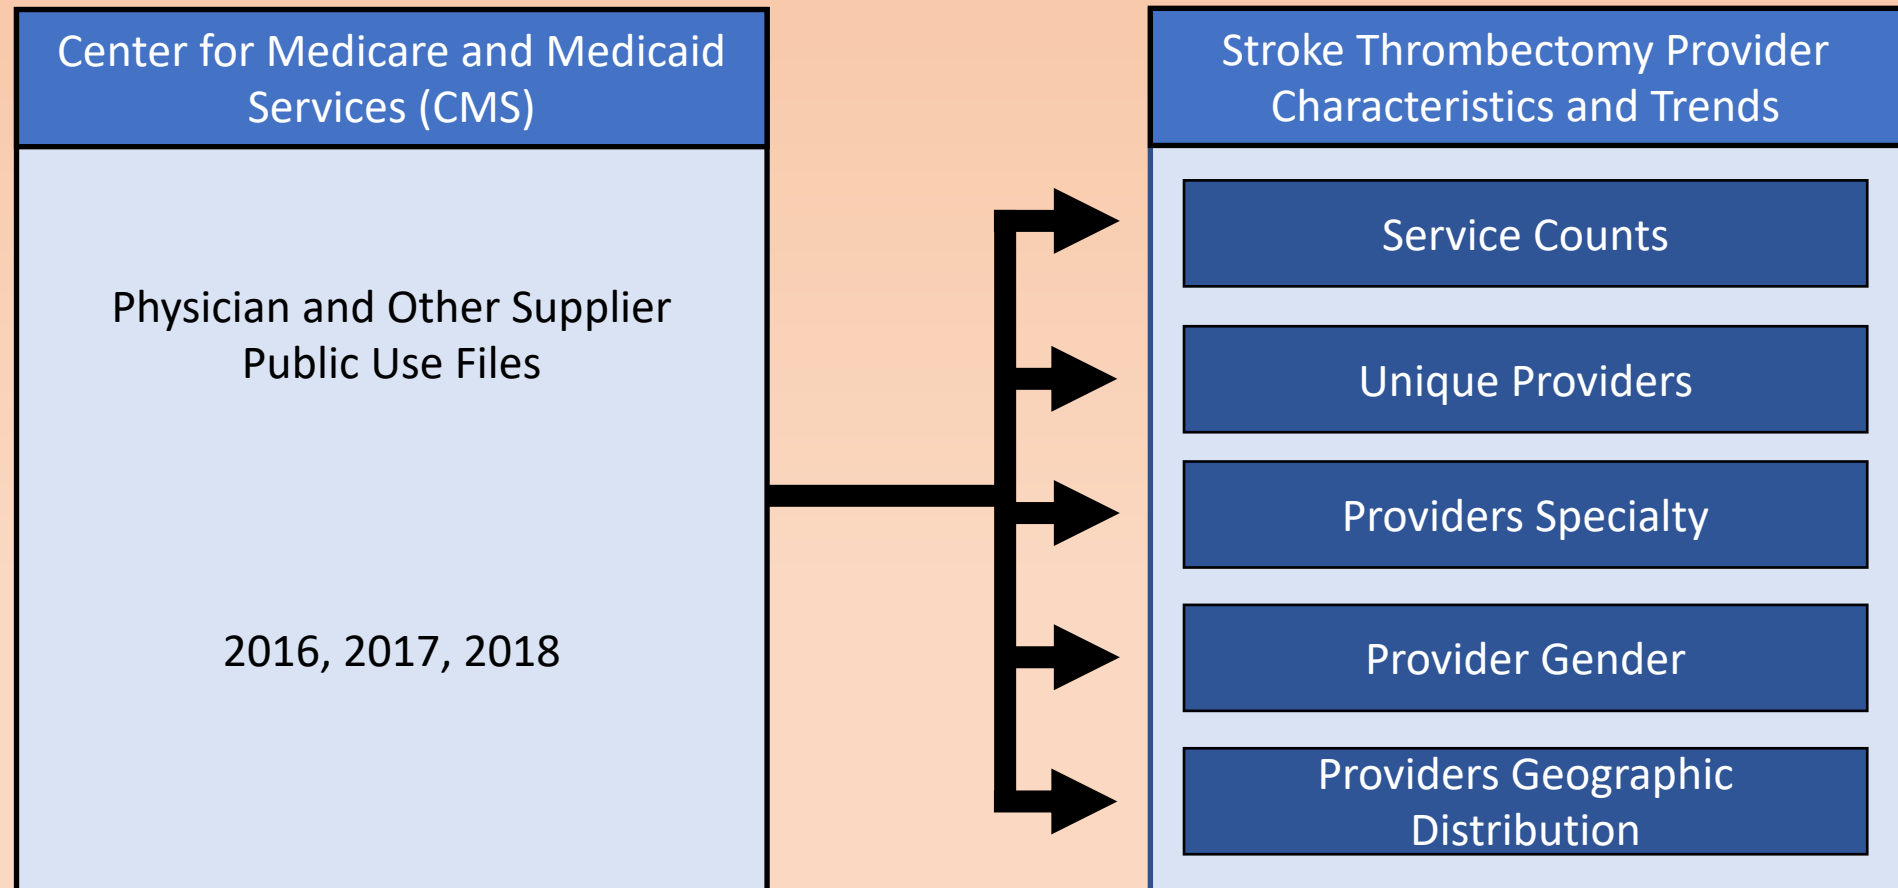 Center for Medicare and Medicaid
Services (CMS)
Physician and Other Supplier
Public Use Files
2016, 2017, 2018
Stroke Thrombectomy Provider
Characteristics and Trends
Service Counts
Unique Providers
Providers Specialty
Provider Gender
Providers Geographic
Distribution